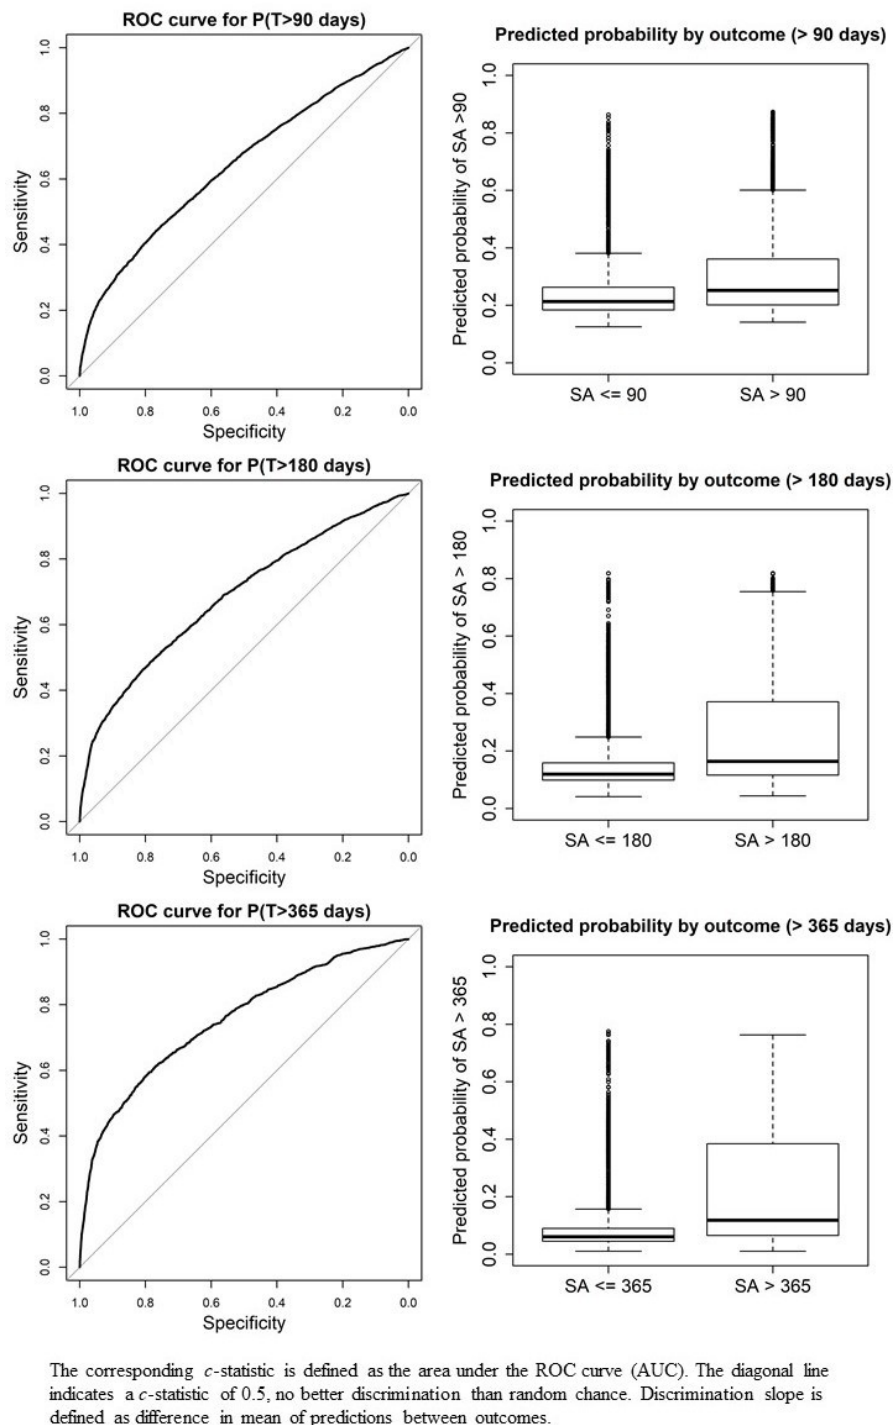 ROC curve for P(T>90 days)
Sensitivity
1.0
0.8
0.6
0.4
0.2
0.0
1.0 0.8 0.6 0.4 0.2 0.0
Specificity
Predicted probability by outcome (> 90 days)
Predicted probability of SA >90
1.0
0.8
0.6
0.4
0.2
0.0
SA <= 90 SA > 90
ROC curve for P(T>180 days)
Sensitivity
1.0
0.8
0.6
0.4
0.2
0.0
1.0 0.8 0.6 0.4 0.2 0.0
Specificity
Predicted probability by outcome (> 180 days)
Predicted probability of SA > 180
1.0
0.8
0.6
0.4
0.2
0.0
SA <= 180 SA > 180
ROC curve for P(T>365 days)
Sensitivity
1.0
0.8
0.6
0.4
0.2
0.0
1.0 0.8 0.6 0.4 0.2 0.0
Specificity
Predicted probability by outcome (> 365 days)
Predicted probability of SA > 365
1.0
0.8
0.6
0.4
0.2
0.0
SA <= 365 SA > 365
The corresponding c-statistic is defined as the area under the ROC curve (AUC). The diagonal line
indicates a c-statistic of 0.5, no better discrimination than random chance. Discrimination slope is
defined as difference in mean of predictions between outcomes.